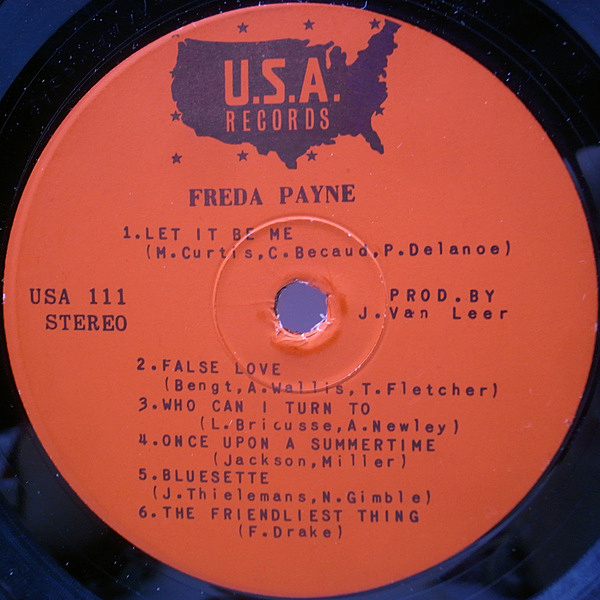 U.S.A.
RECORDS
FREDA PAYNE
1.LET IT BE ME
(M.Curtis,C.Becaud,P.Delanoe)
USA 111
STEREO
PROD.BY
J.Van Leer
2.FALSE LOVE
(Bengt,A.Wallis,T.Fletcher)
3.WHO CAN I TURN TO
(L.Bricusse,A.Newley)
4.ONCE UPON A SUMMERTIME
(Jackson,Miller)
5.BLUESETTE
(J.Thielemans,N.Gimble)
6.THE FRIENDLIEST THING
(F.Drake)